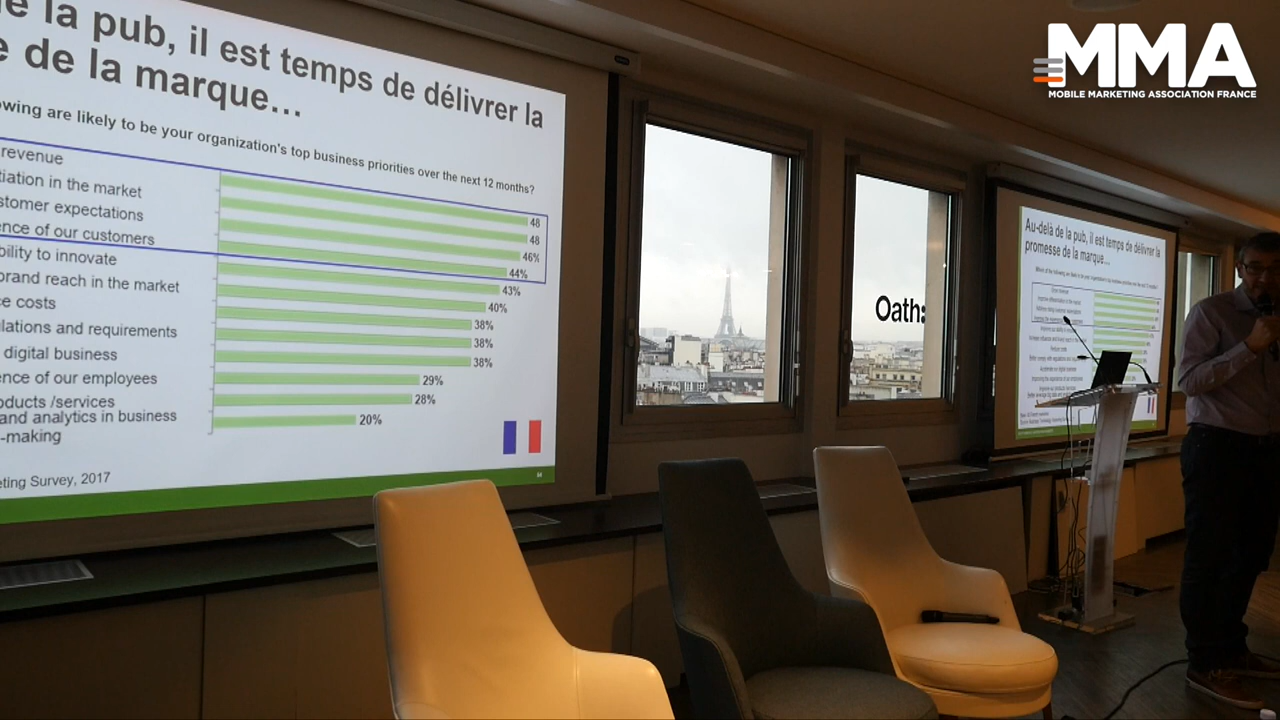 MMA
MOBILE MARKETING ASSOCIATION FRANCE
e la pub, il est temps de délivrer la
e de la marque...
owing are likely to be your organization's top business priorities over the next 12 months?
revenue
tiation in the market
stomer expectations
ence of our customers
bility to innovate
brand reach in the market
ce costs
ulations and requirements
digital business
ence of our employees
oducts /services
and analytics in business
-making
48
48
46%
44%
43%
40%
38%
38%
38%
29%
28%
20%
eting Survey, 2017
Oath:
Au-delà de la pub, il est temps de délivrer la
promesse de la marque...